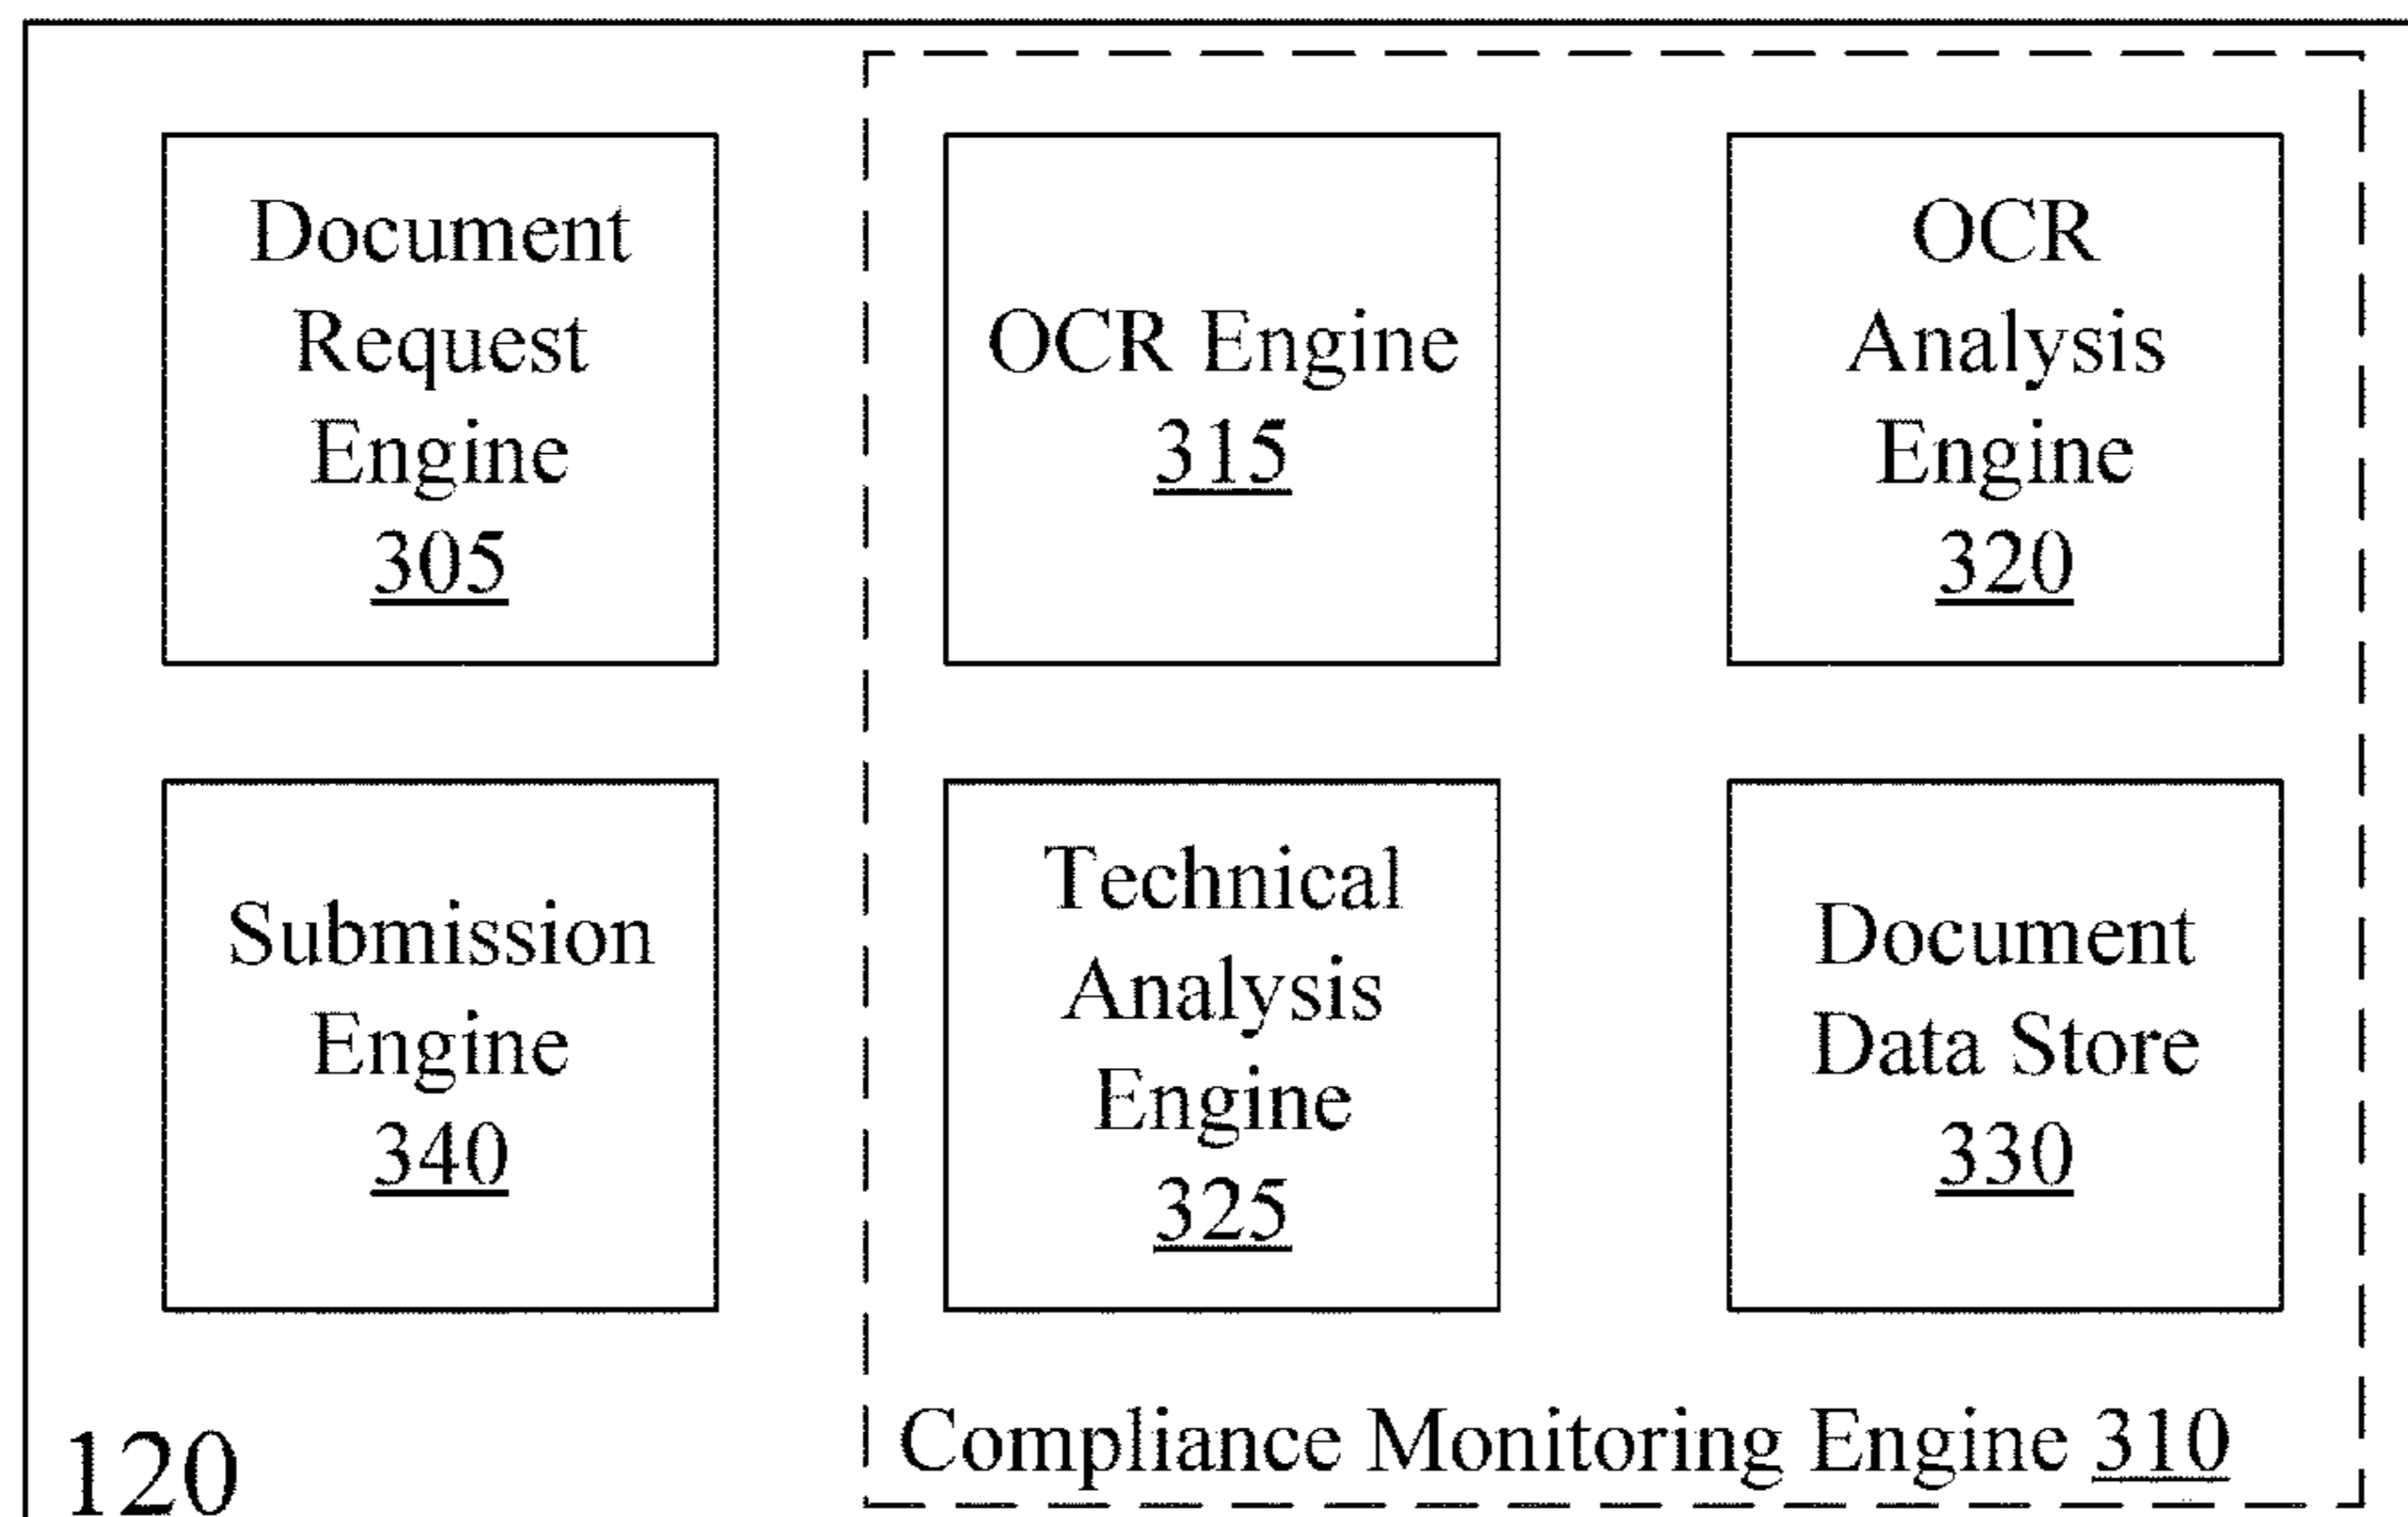 Document
Request
Engine
305
OCR Engine
315
OCR
Analysis
Engine
320
Submission
Engine
340
Technical
Analysis
Engine
325
Document
Data Store
330
Compliance Monitoring Engine 310
120